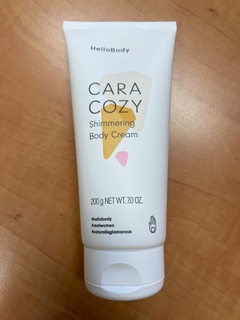 HelloBody
CARA
COZY
Shimmering
Body Cream
200 g NET WT. 7.0 OZ.
#hellobody
#realwomen
#naturallyglamorous